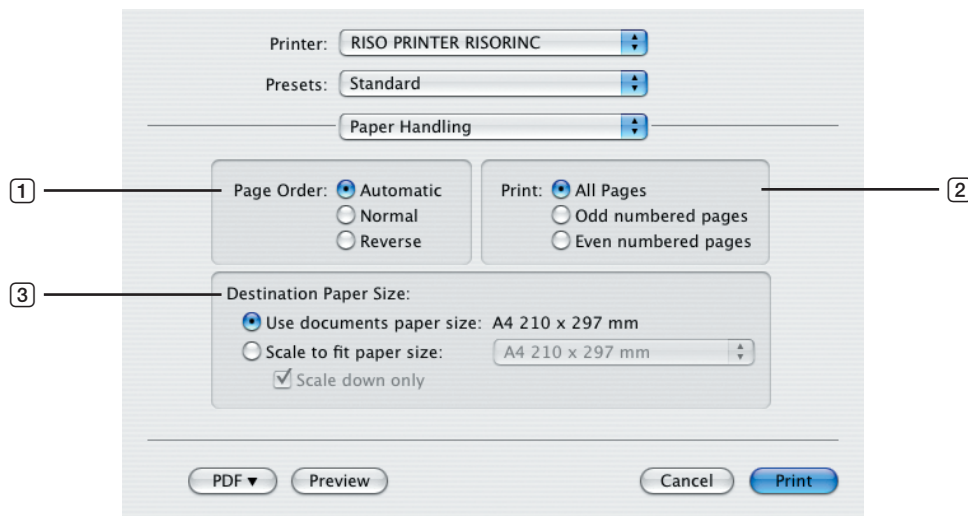 Printer: RISO PRINTER RISORINC
Presets: Standard
Paper Handling
1 Page Order: Automatic Print: All Pages 2
Normal Odd numbered pages
Reverse Even numbered pages
3 Destination Paper Size:
Use documents paper size: A4 210 x 297 mm
Scale to fit paper size: A4 210 x 297 mm
Scale down only
PDF ▼ Preview Cancel Print